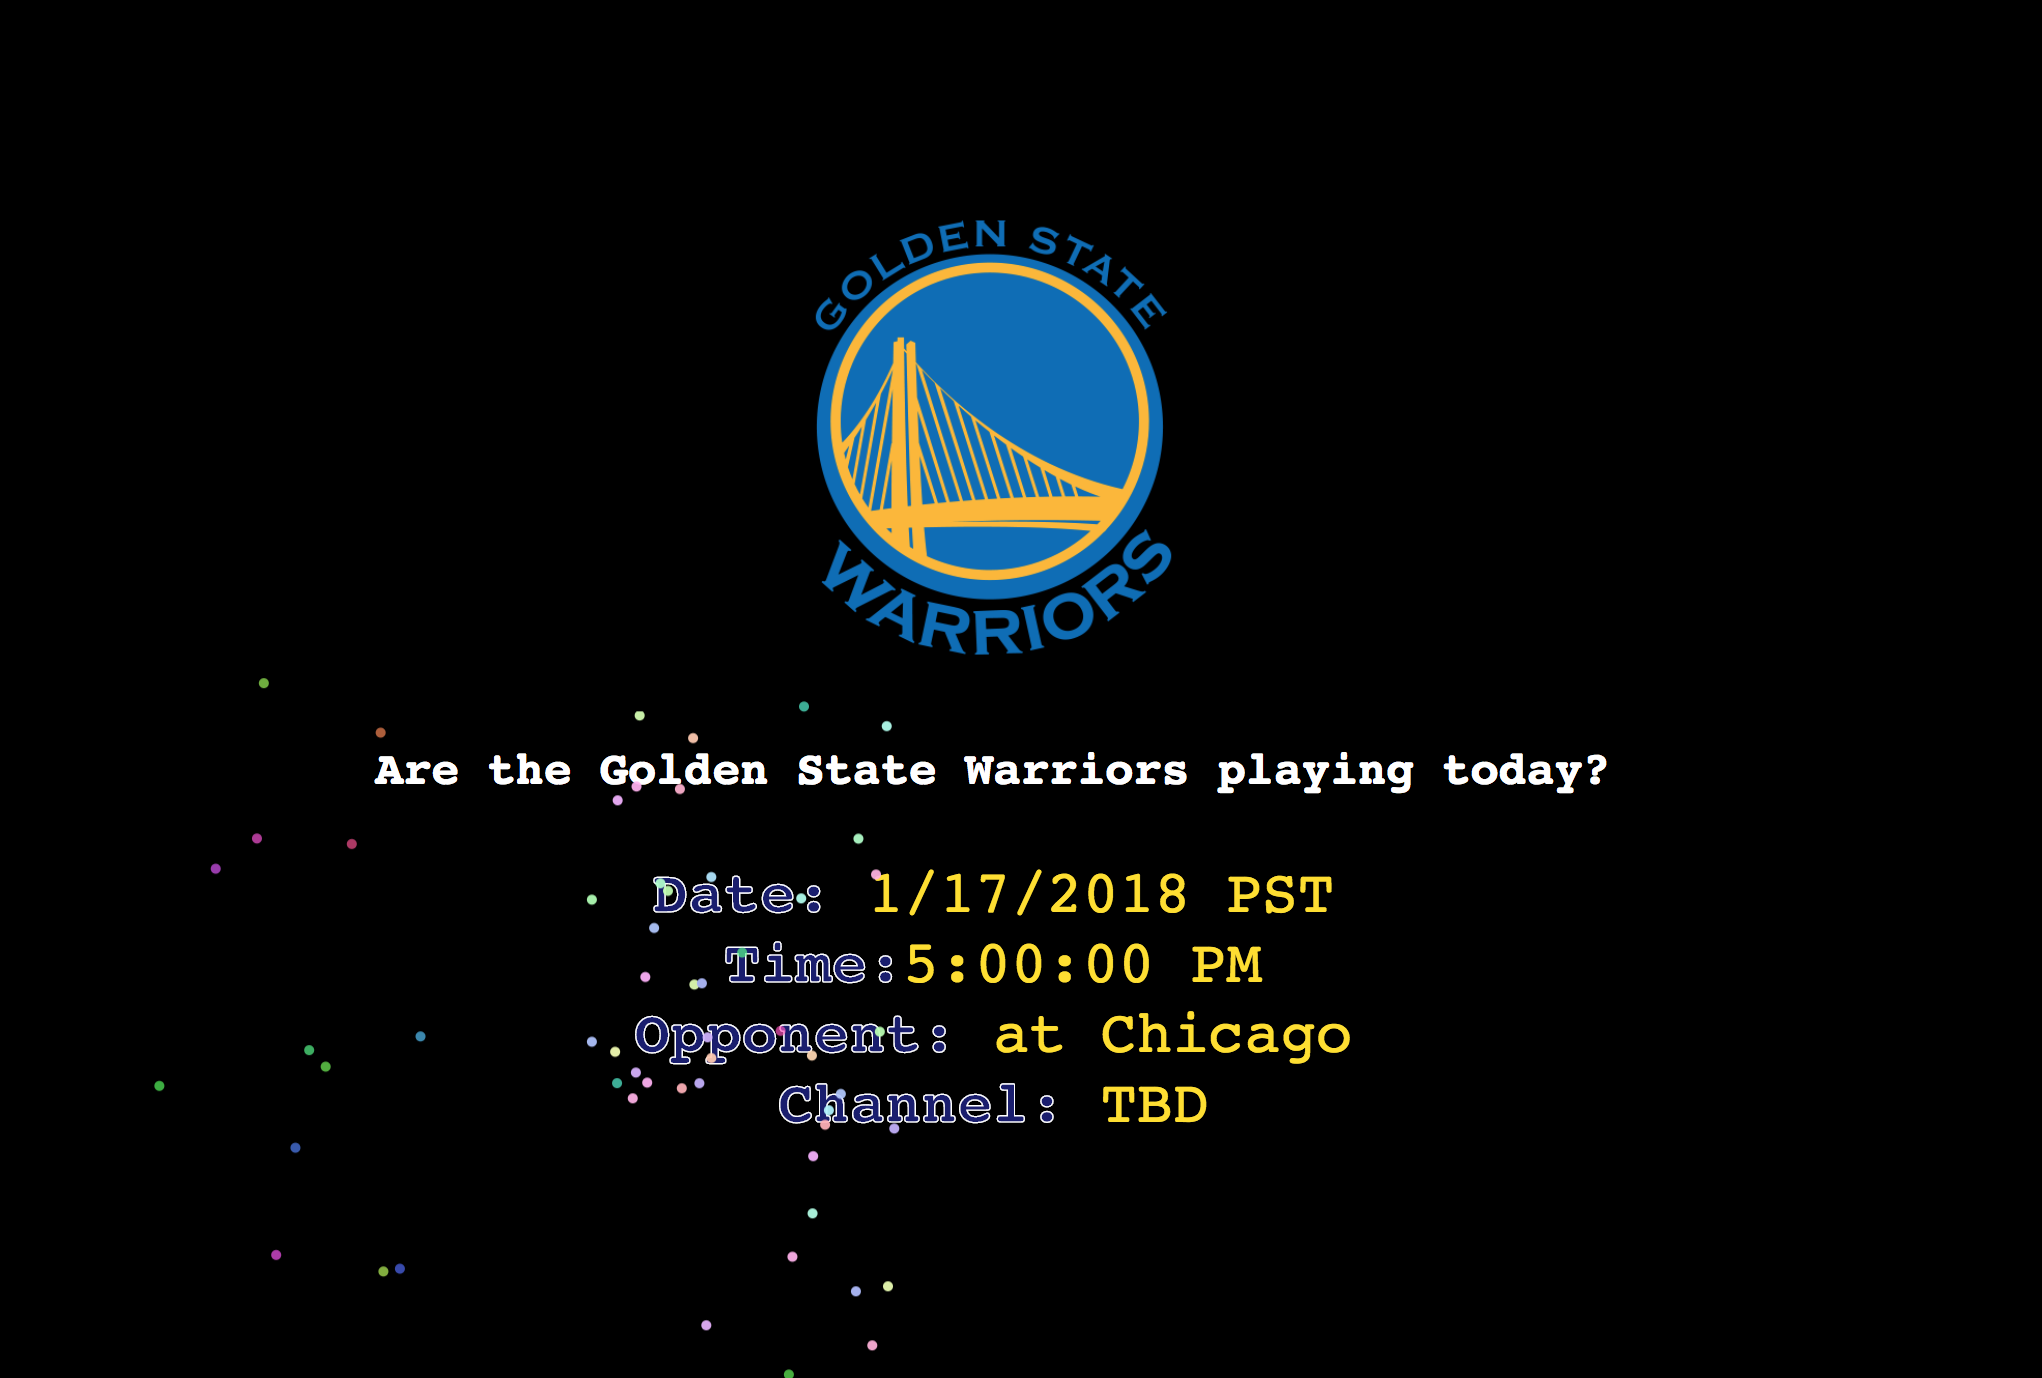 GOLDEN STATE
WARRIORS
Are the Golden State Warriors playing today?
Date: 1/17/2018 PST
Time:5:00:00 PM
Opponent: at Chicago
Channel: TBD